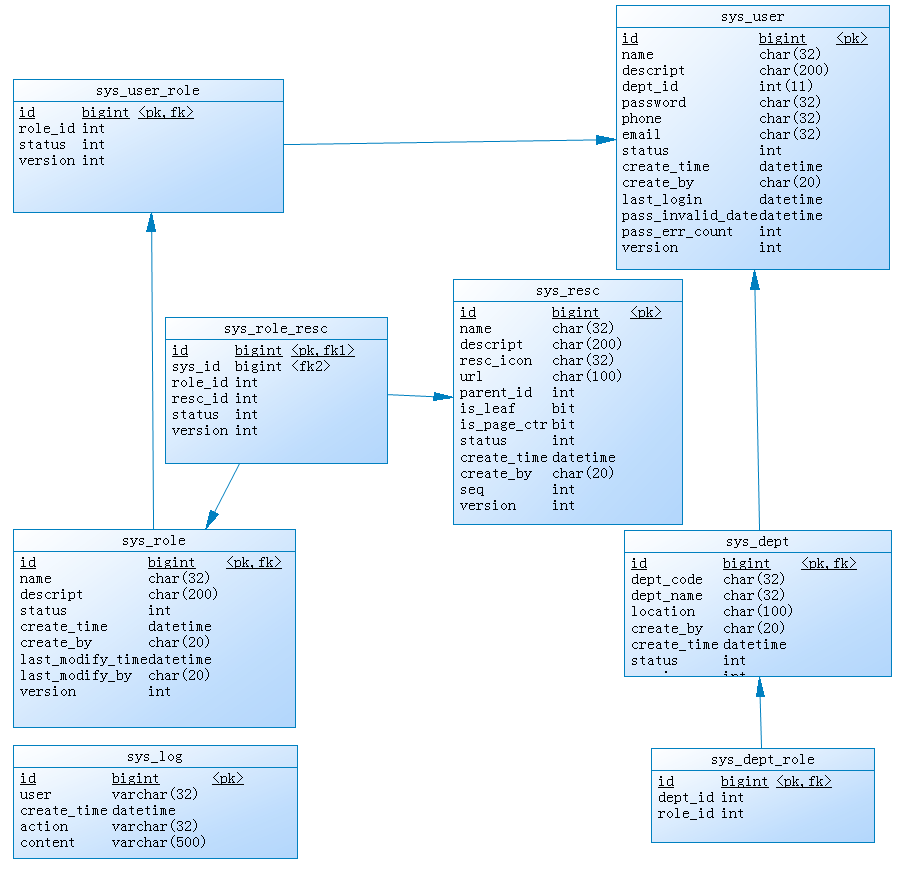 sys_user
id bigint <pk>
name char(32)
descript char(200)
dept_id int(11)
password char(32)
phone char(32)
email char(32)
status int
create_time datetime
create_by char(20)
last_login datetime
pass_invalid_date datetime
pass_err_count int
version int
sys_user_role
id bigint <pk,fk>
role_id int
status int
version int
sys_resc
id bigint <pk>
name char(32)
descript char(200)
resc_icon char(32)
url char(100)
parent_id int
is_leaf bit
is_page_ctr bit
status int
create_time datetime
create_by char(20)
seq int
version int
sys_role_resc
id bigint <pk,fk1>
sys_id bigint <fk2>
role_id int
resc_id int
status int
version int
sys_role
id bigint <pk,fk>
name char(32)
descript char(200)
status int
create_time datetime
create_by char(20)
last_modify_time datetime
last_modify_by char(20)
version int
sys_dept
id bigint <pk,fk>
dept_code char(32)
dept_name char(32)
location char(100)
create_by char(20)
create_time datetime
status int
sys_log
id bigint <pk>
user varchar(32)
create_time datetime
action varchar(32)
content varchar(500)
sys_dept_role
id bigint <pk,fk>
dept_id int
role_id int